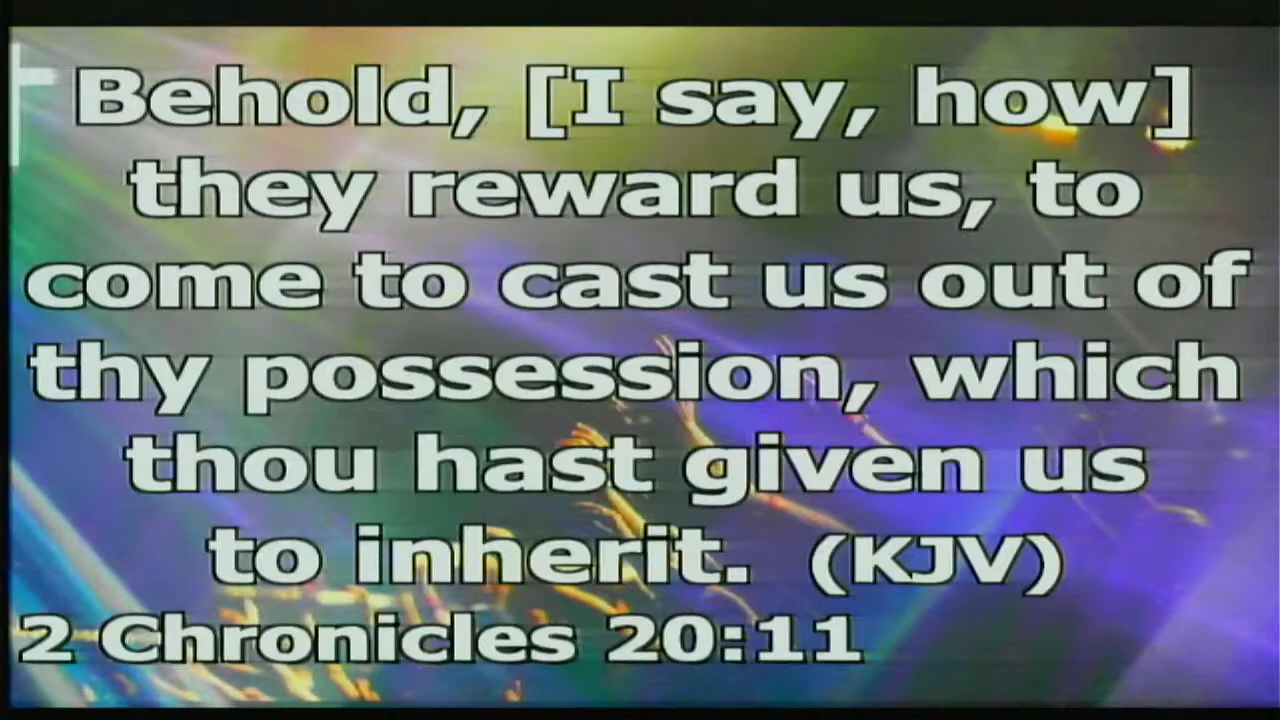 Behold, [I say, how]
they reward us, to
come to cast us out of
thy possession, which
thou hast given us
to inherit. (KJV)
2 Chronicles 20:11